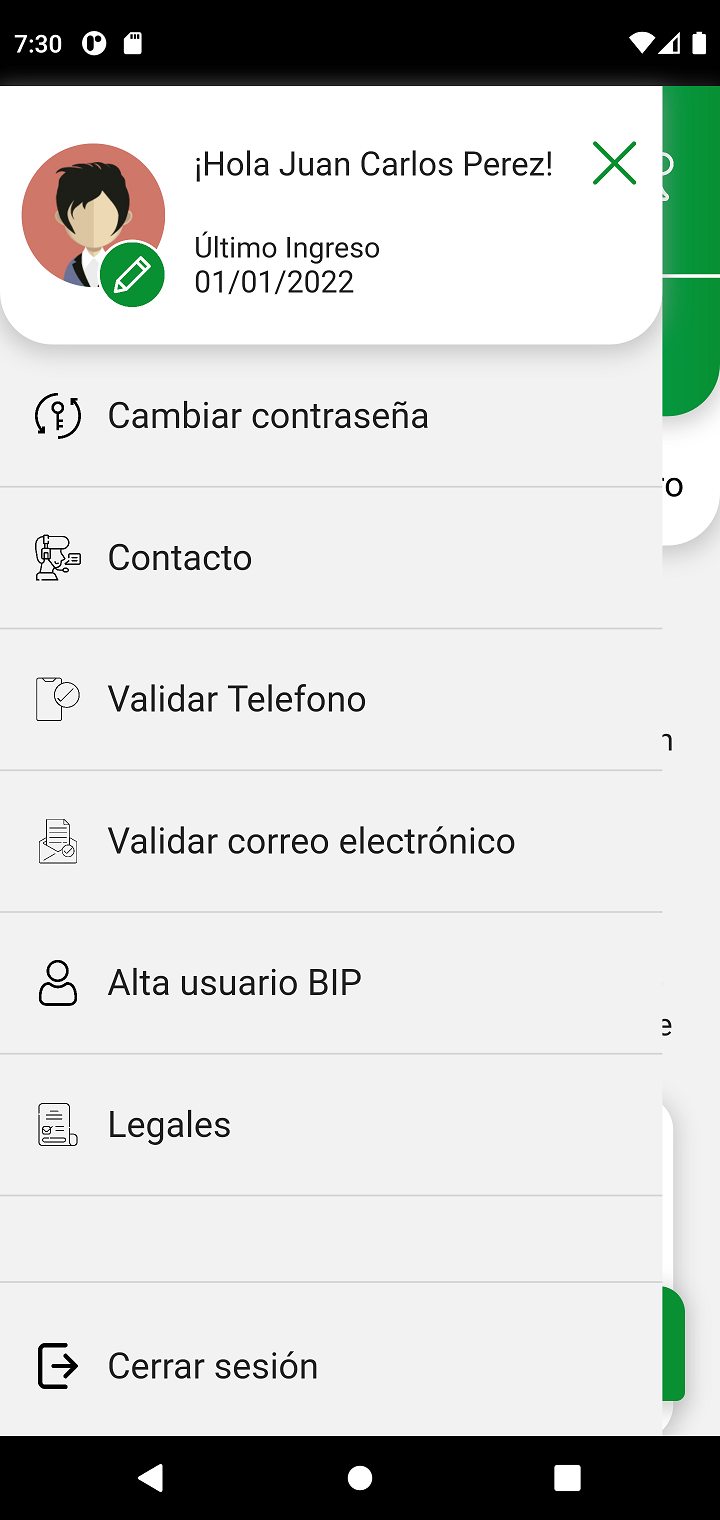 7:30
¡Hola Juan Carlos Perez!
Último Ingreso
01/01/2022
Cambiar contraseña
Contacto
Validar Telefono
Validar correo electrónico
Alta usuario BIP
Legales
Cerrar sesión